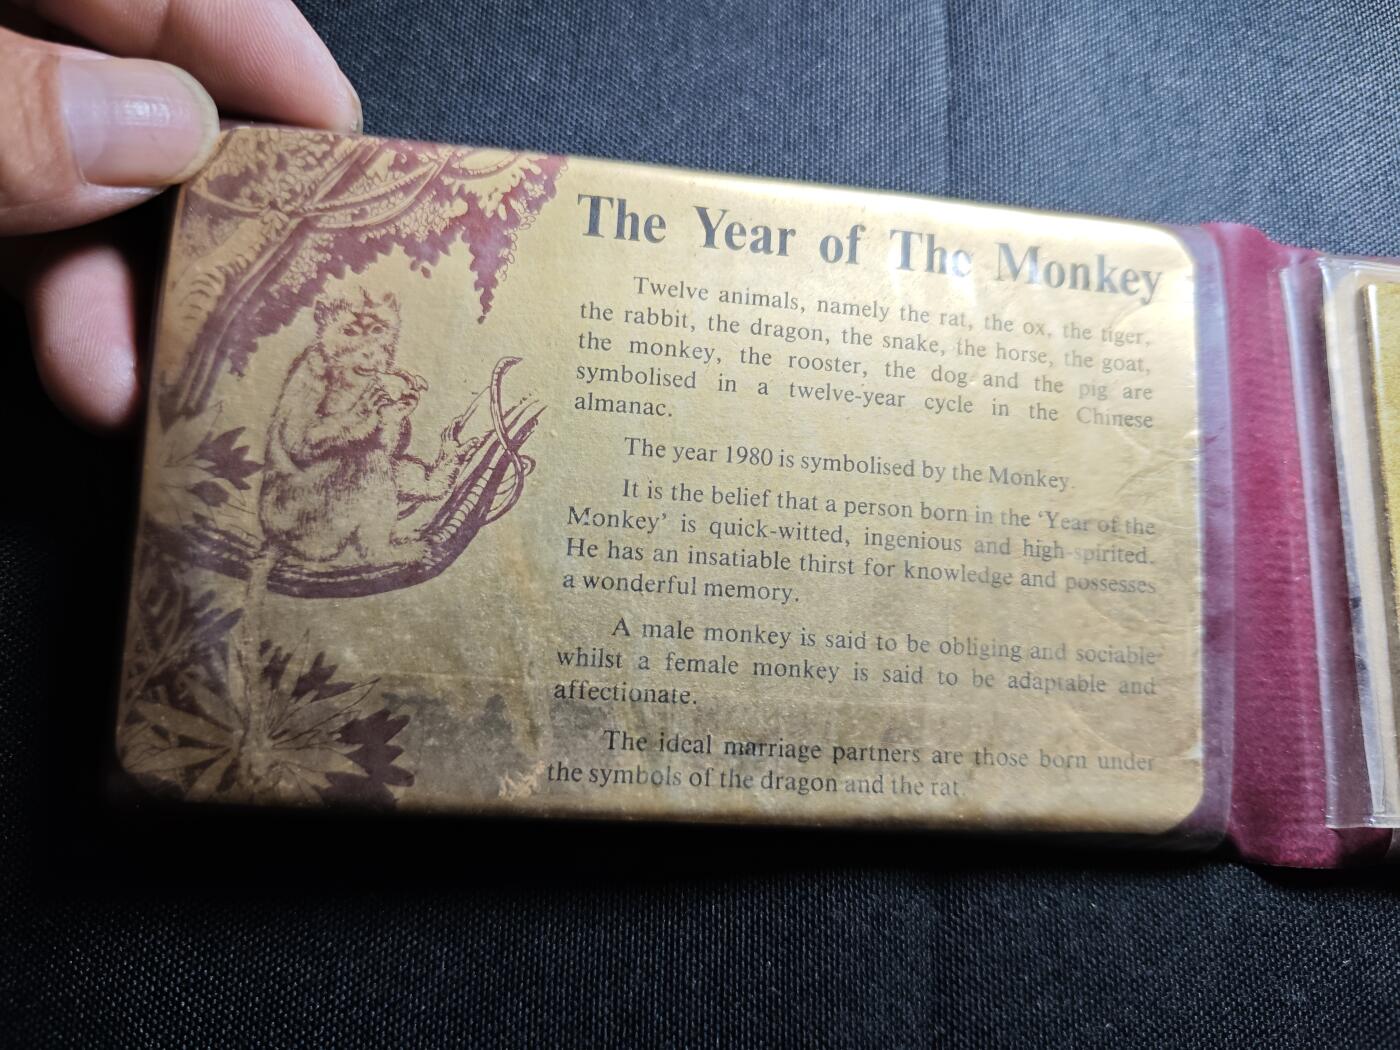 The Year of The Monkey
Twelve animals, namely the rat, the ox, the tiger,
the rabbit, the dragon, the snake, the horse, the goat,
the monkey, the rooster, the dog and the pig are
symbolised in a twelve-year cycle in the Chinese
almanac.
The year 1980 is symbolised by the Monkey.
It is the belief that a person born in the ‘Year of the
Monkey’ is quick-witted, ingenious and high-spirited.
He has an insatiable thirst for knowledge and possesses
a wonderful memory.
A male monkey is said to be obliging and sociable
whilst a female monkey is said to be adaptable and
affectionate.
The ideal marriage partners are those born under
the symbols of the dragon and the rat.